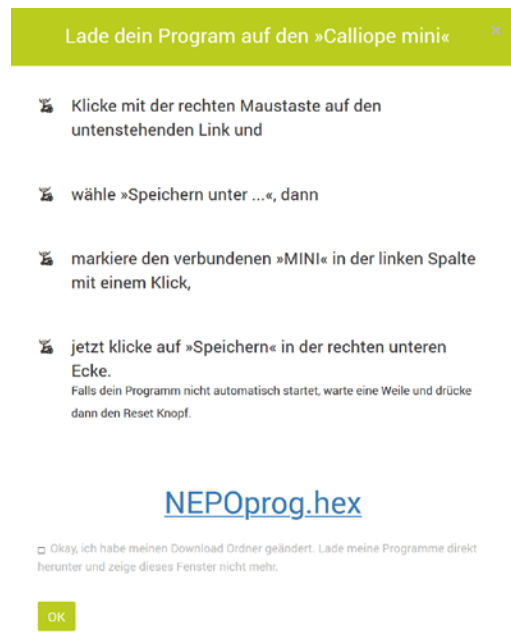 Lade dein Program auf den »Calliope mini«
×
Klicke mit der rechten Maustaste auf den
untenstehenden Link und
wähle »Speichern unter ...«, dann
markiere den verbundenen »MINI« in der linken Spalte
mit einem Klick,
jetzt klicke auf »Speichern« in der rechten unteren
Ecke.
Falls dein Programm nicht automatisch startet, warte eine Weile und drücke
dann den Reset Knopf.
NEPOprog.hex
Okay, ich habe meinen Download Ordner geändert. Lade meine Programme direkt
herunter und zeige dieses Fenster nicht mehr.
OK